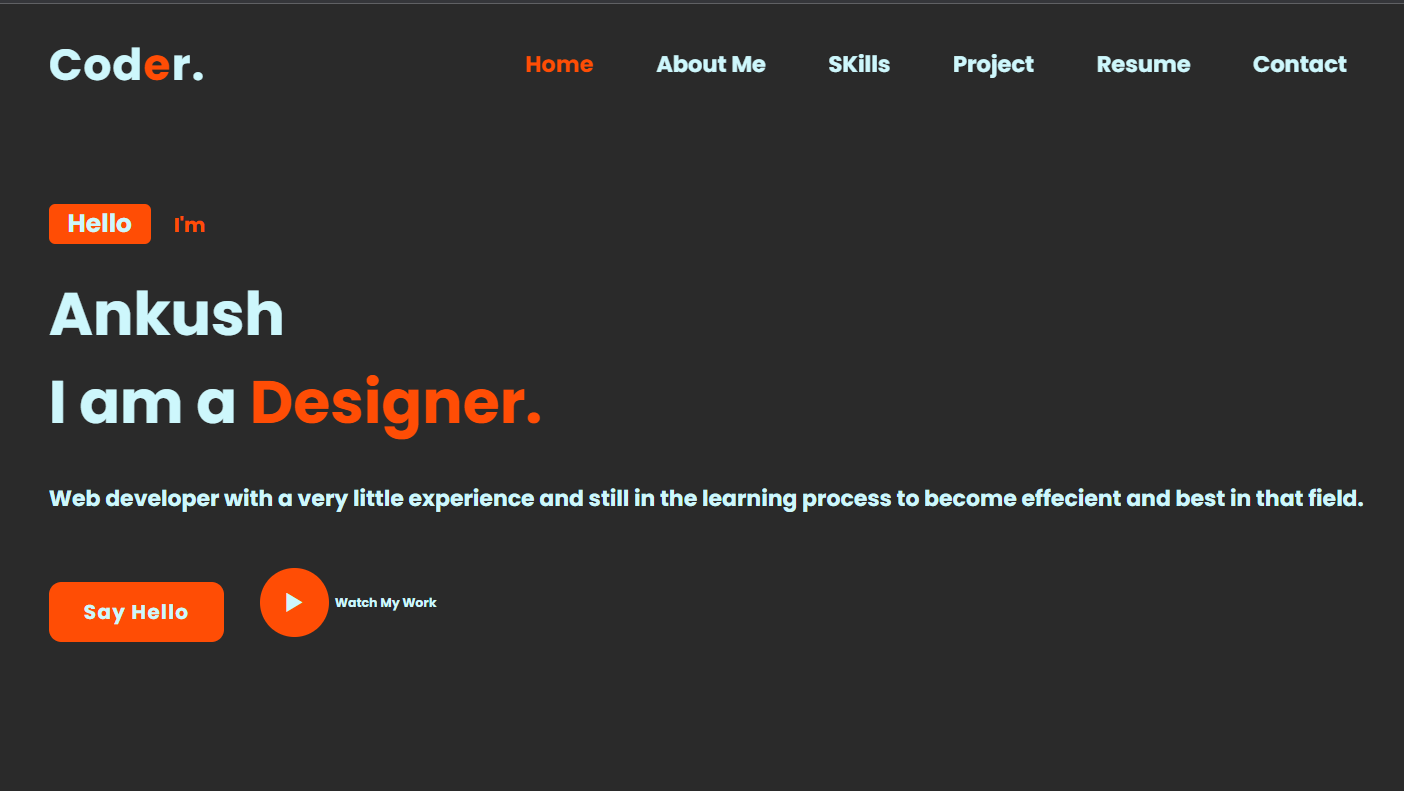 Coder.
Home About Me SKills Project Resume Contact
Hello I'm
Ankush
I am a Designer.
Web developer with a very little experience and still in the learning process to become effecient and best in that field.
Say Hello
Watch My Work